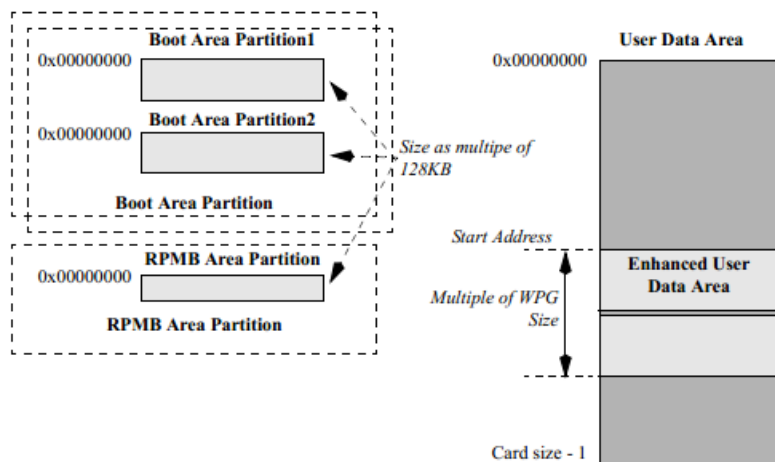 Boot Area Partition1
0x00000000
Boot Area Partition2
0x00000000
Boot Area Partition
Size as multipe of
128KB
RPMB Area Partition
0x00000000
RPMB Area Partition
User Data Area
0x00000000
Start Address
Enhanced User
Data Area
Multiple of WPG
Size
Card size - 1